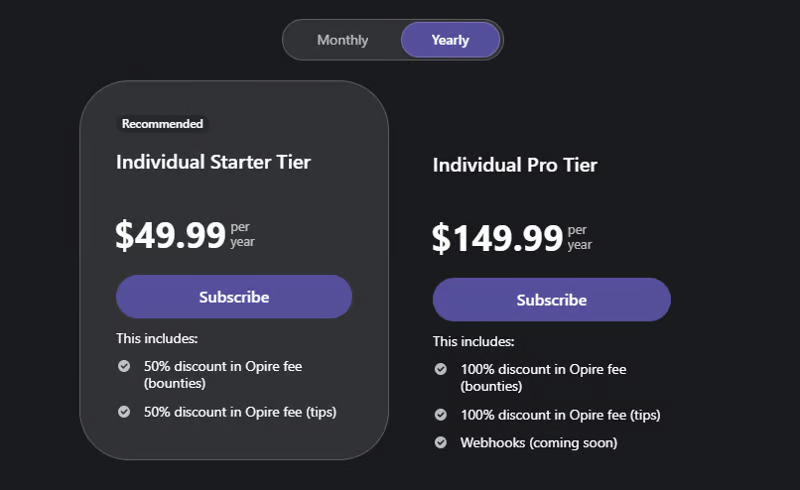 Monthly
Yearly
Recommended
Individual Starter Tier
$49.99 per
year
Subscribe
This includes:
50% discount in Opire fee
(bounties)
50% discount in Opire fee (tips)
Individual Pro Tier
$149.99 per
year
Subscribe
This includes:
100% discount in Opire fee
(bounties)
100% discount in Opire fee (tips)
Webhooks (coming soon)